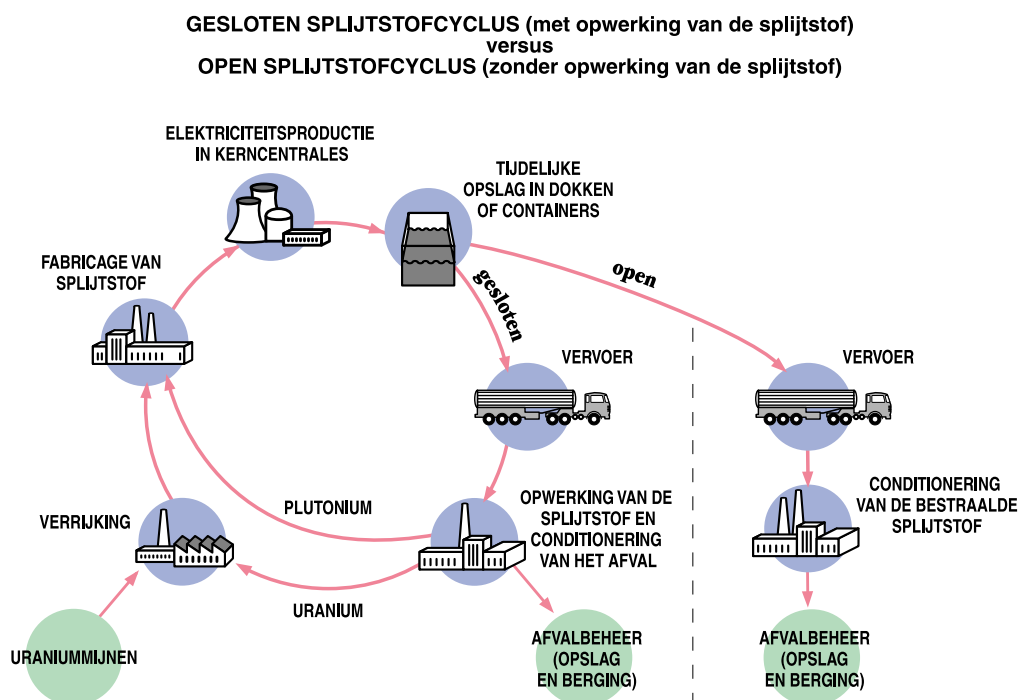 GESLOTEN SPLIJTSTOFCYCLUS (met opwerking van de splijtstof)
versus
OPEN SPLIJTSTOFCYCLUS (zonder opwerking van de splijtstof)
ELEKTRICITEITSPRODUCTIE
IN KERNCENTRALES
TIJDELIJKE
OPSLAG IN DOKKEN
OF CONTAINERS
FABRICAGE VAN
SPLIJTSTOF
gesloten
open
VERVOER
VERVOER
VERRIJKING
PLUTONIUM
OPWERKING VAN DE
SPLIJTSTOF EN
CONDITIONERING
VAN HET AFVAL
CONDITIONERING
VAN DE BESTRAALDE
SPLIJTSTOF
URANIUM
URANIUMMIJNEN
AFVALBEHEER
(OPSLAG
EN BERGING)
AFVALBEHEER
(OPSLAG
EN BERGING)